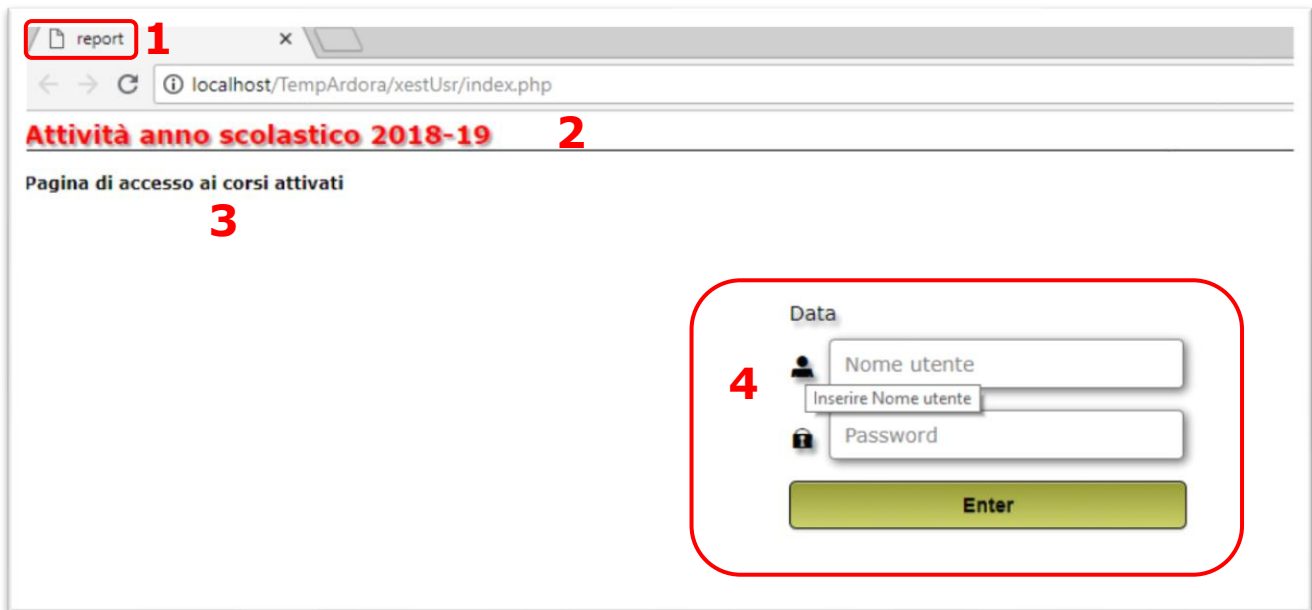 report 1
localhost/TempArdora/xestUsr/index.php
Attività anno scolastico 2018-19 2
Pagina di accesso ai corsi attivati
3
Data
Nome utente
4
Inserire Nome utente
Password
Enter